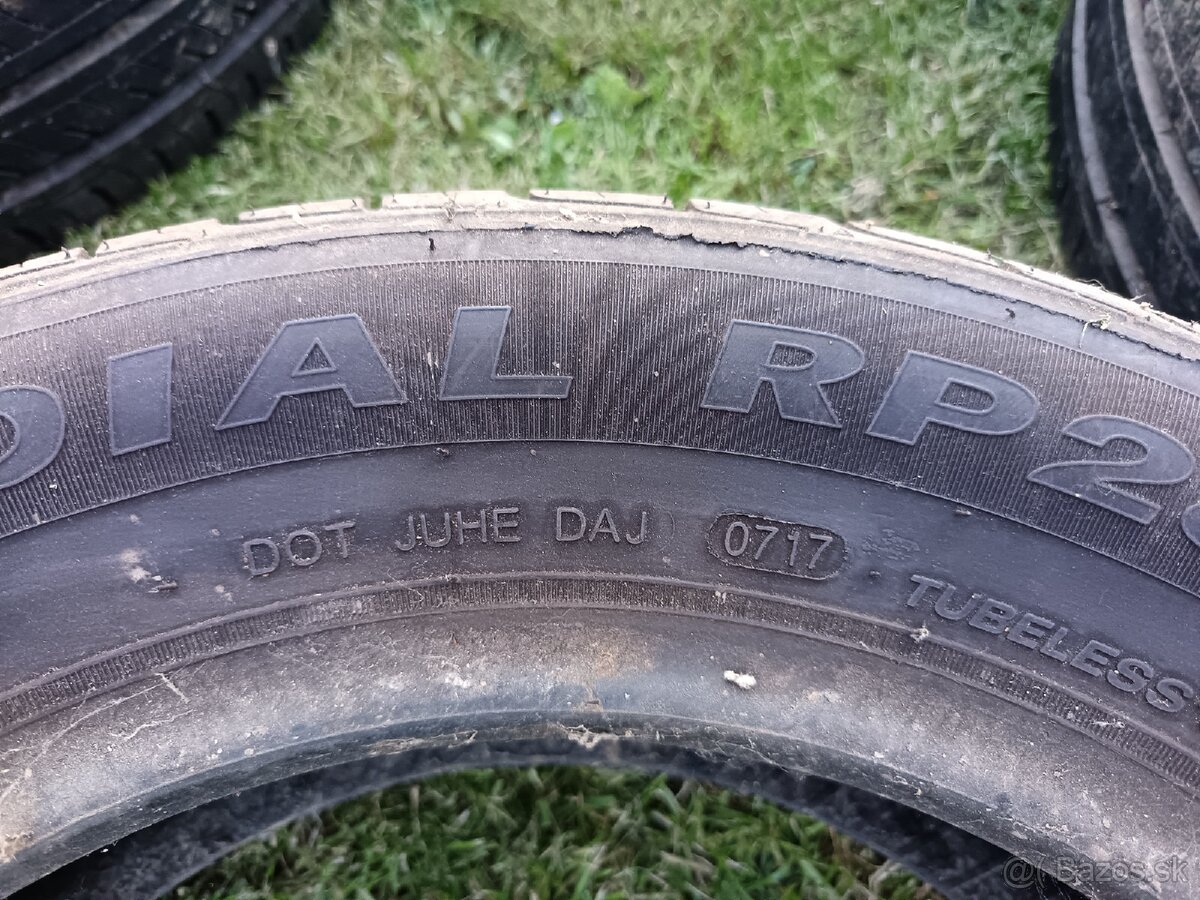 DIAL RP2
DOT JUHE DAJ 0717 TUBELESS
@ Bazos.sk